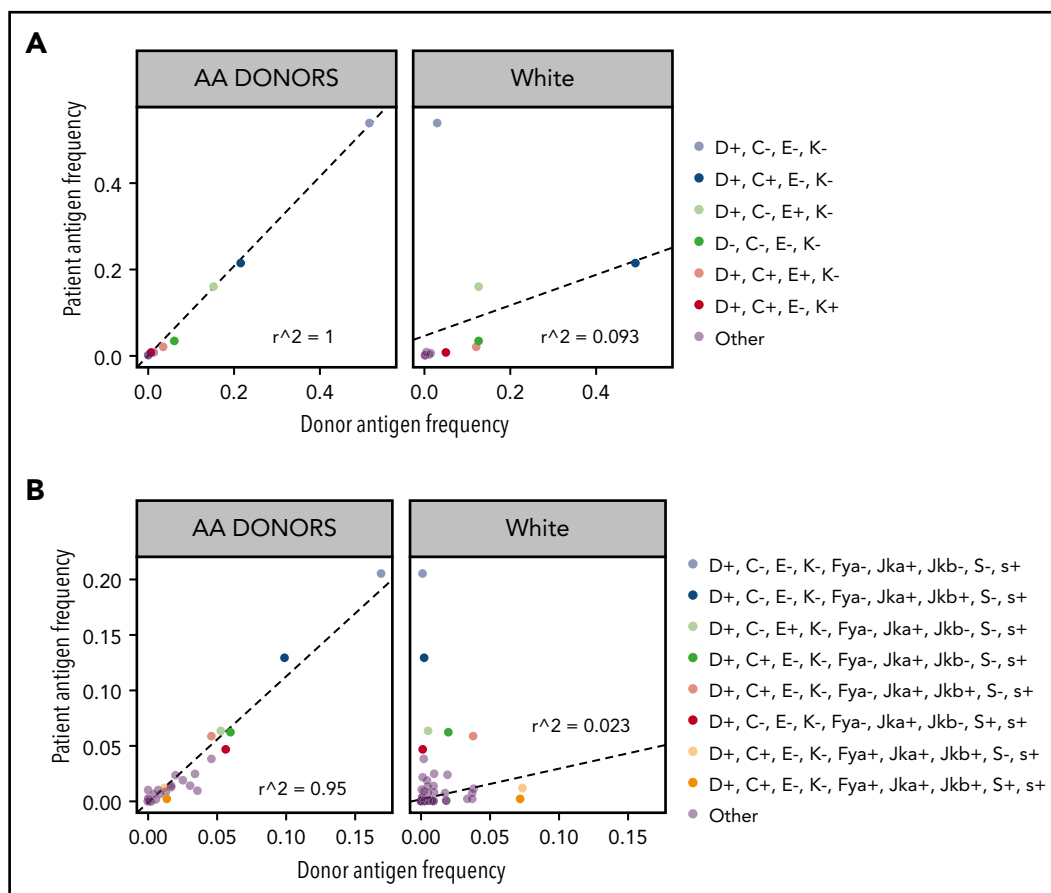 A
AA DONORS
White
Patient antigen frequency
0.4
0.2
0.0
r^2 = 1
r^2 = 0.093
0.0 0.2 0.4
0.0 0.2 0.4
Donor antigen frequency
D+, C-, E-, K-
D+, C+, E-, K-
D+, C-, E+, K-
D-, C-, E-, K-
D+, C+, E+, K-
D+, C+, E-, K+
Other
B
AA DONORS
White
Patient antigen frequency
0.20
0.15
0.10
0.05
0.00
r^2 = 0.95
r^2 = 0.023
0.00 0.05 0.10 0.15
0.00 0.05 0.10 0.15
Donor antigen frequency
D+, C-, E-, K-, Fya-, Jka+, Jkb-, S-, s+
D+, C-, E-, K-, Fya-, Jka+, Jkb+, S-, s+
D+, C-, E+, K-, Fya-, Jka+, Jkb-, S-, s+
D+, C+, E-, K-, Fya-, Jka+, Jkb-, S-, s+
D+, C+, E-, K-, Fya-, Jka+, Jkb+, S-, s+
D+, C-, E-, K-, Fya-, Jka+, Jkb-, S+, s+
D+, C+, E-, K-, Fya+, Jka+, Jkb+, S-, s+
D+, C+, E-, K-, Fya+, Jka+, Jkb+, S+, s+
Other